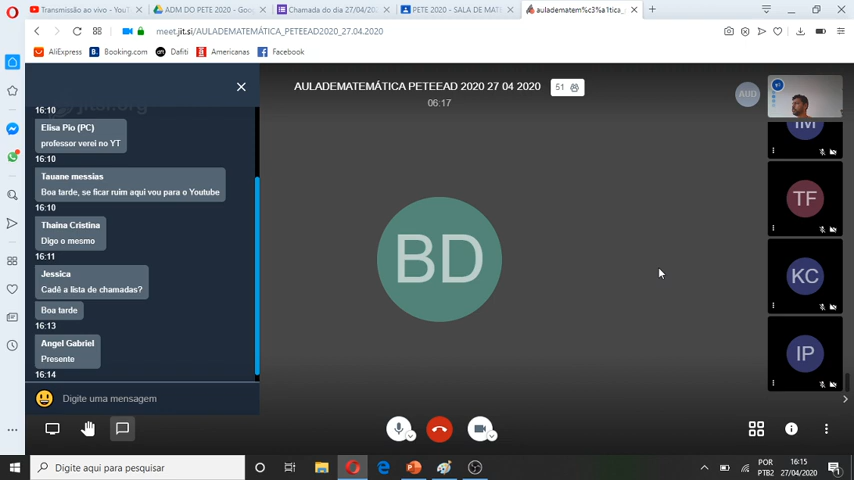 Transmissão ao vivo - YouT
ADM DO PETE 2020 - Goog
Chamada do dia 27/04/20
PETE 2020 - SALA DE MAT
auladematem%c3%a1tica_
meet.jit.si/AULADEMATEMÁTICA_PETEEAD2020_27.04.2020
AliExpress
Booking.com
Dafiti
Americanas
Facebook
AULADEMATEMÁTICA PETEEAD 2020 27 04 2020
51
06:17
AUD
16:10
Elisa Pio (PC)
professor verei no YT
16:10
Tauane messias
Boa tarde, se ficar ruim aqui vou para o Youtube
16:10
Thaina Cristina
Digo o mesmo
16:11
Jessica
Cadê a lista de chamadas?
Boa tarde
16:13
Angel Gabriel
Presente
16:14
Digite uma mensagem
BD
TF
KC
IP
Digite aqui para pesquisar
POR
PTB2
16:15
27/04/2020